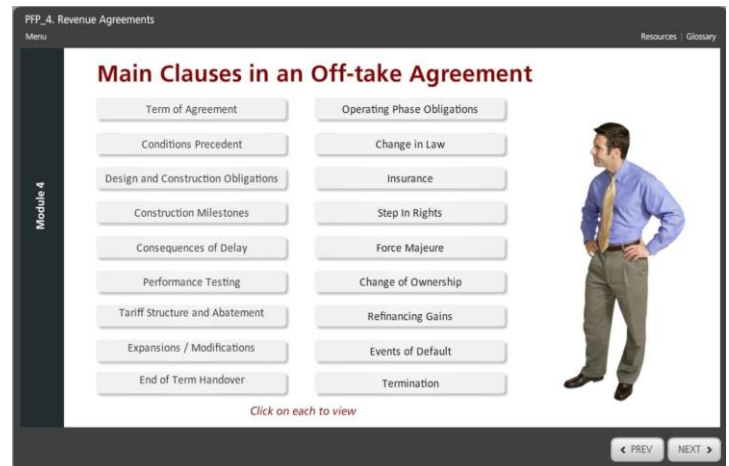 PFP_4. Revenue Agreements
Menu
Resources | Glossary
Module 4
Main Clauses in an Off-take Agreement
Term of Agreement
Conditions Precedent
Design and Construction Obligations
Construction Milestones
Consequences of Delay
Performance Testing
Tariff Structure and Abatement
Expansions / Modifications
End of Term Handover
Operating Phase Obligations
Change in Law
Insurance
Step In Rights
Force Majeure
Change of Ownership
Refinancing Gains
Events of Default
Termination
Click on each to view
PREV
NEXT